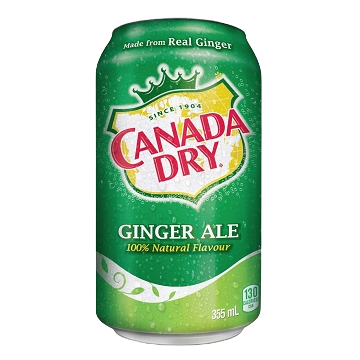 Made from Real Ginger
SINCE 1904
CANADA
DRY
GINGER ALE
100% Natural Flavour
130
355 mL